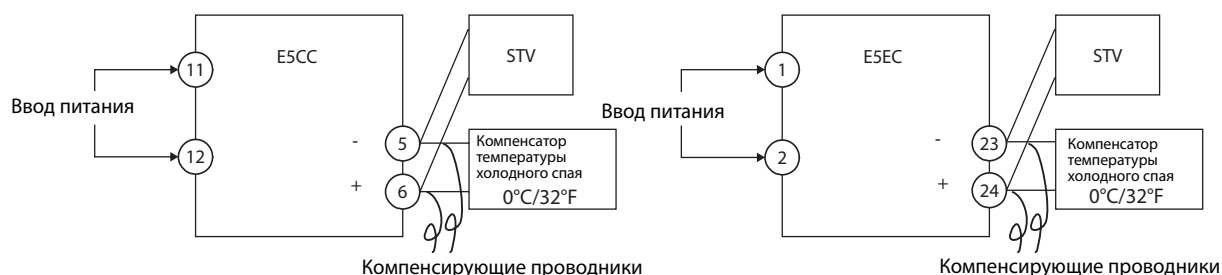 E5CC
11
12
Ввод питания
-
5
+
6
STV
Компенсатор
температуры
холодного спая
0°C/32°F
Компенсирующие проводники
E5EC
1
2
Ввод питания
-
23
+
24
STV
Компенсатор
температуры
холодного спая
0°C/32°F
Компенсирующие проводники